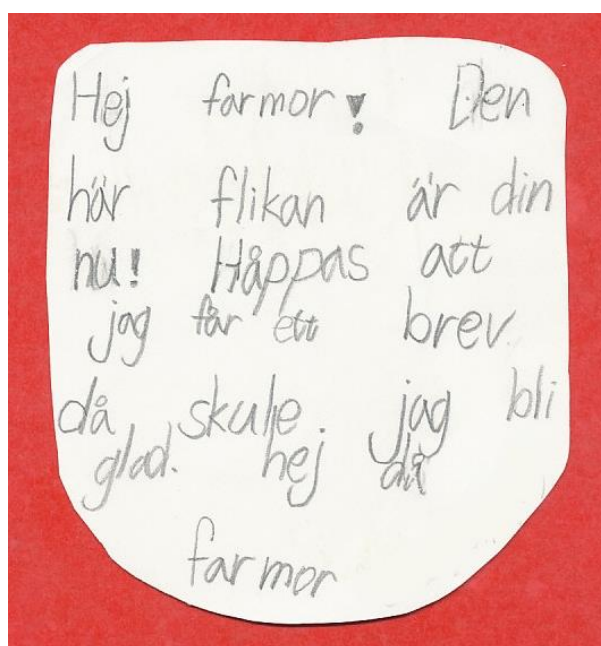 Hej farmor! Den
här flikan är din
nu! Håppas att
jag får ett brev.
då skule jag bli
glad. hej då
farmor